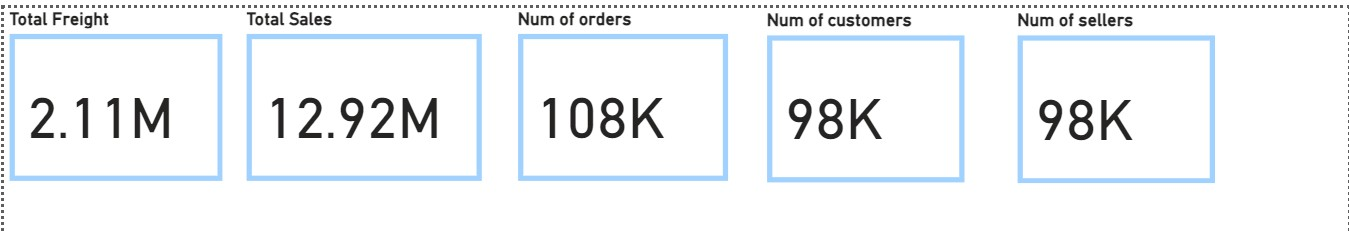 Total Freight
Total Sales
Num of orders
Num of customers
Num of sellers
2.11M
12.92M
108K
98K
98K